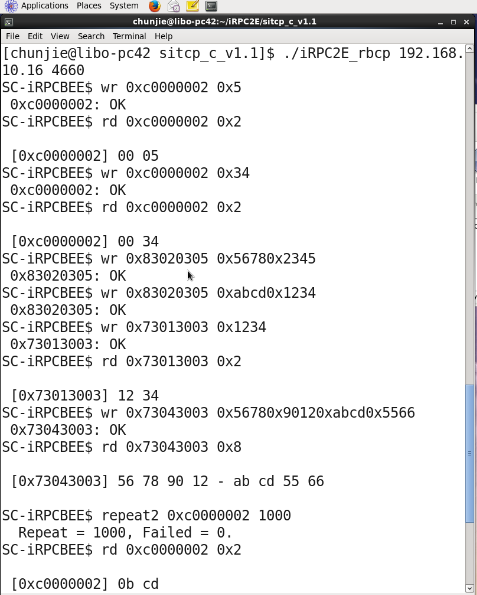 Applications Places System
chunjie@libo-pc42:~/iRPC2E/sitcp_c_v1.1
File Edit View Search Terminal Help
[chunjie@libo-pc42 sitcp_c_v1.1]$ ./iRPC2E_rbcp 192.168.
10.16 4660
SC-iRPCBEE$ wr 0xc0000002 0x5
0xc0000002: OK
SC-iRPCBEE$ rd 0xc0000002 0x2
[0xc0000002] 00 05
SC-iRPCBEE$ wr 0xc0000002 0x34
0xc0000002: OK
SC-iRPCBEE$ rd 0xc0000002 0x2
[0xc0000002] 00 34
SC-iRPCBEE$ wr 0x83020305 0x56780x2345
0x83020305: OK
SC-iRPCBEE$ wr 0x83020305 0xabcd0x1234
0x83020305: OK
SC-iRPCBEE$ wr 0x73013003 0x1234
0x73013003: OK
SC-iRPCBEE$ rd 0x73013003 0x2
[0x73013003] 12 34
SC-iRPCBEE$ wr 0x73043003 0x56780x90120xabcd0x5566
0x73043003: OK
SC-iRPCBEE$ rd 0x73043003 0x8
[0x73043003] 56 78 90 12 - ab cd 55 66
SC-iRPCBEE$ repeat2 0xc0000002 1000
Repeat = 1000, Failed = 0.
SC-iRPCBEE$ rd 0xc0000002 0x2
[0xc0000002] 0b cd